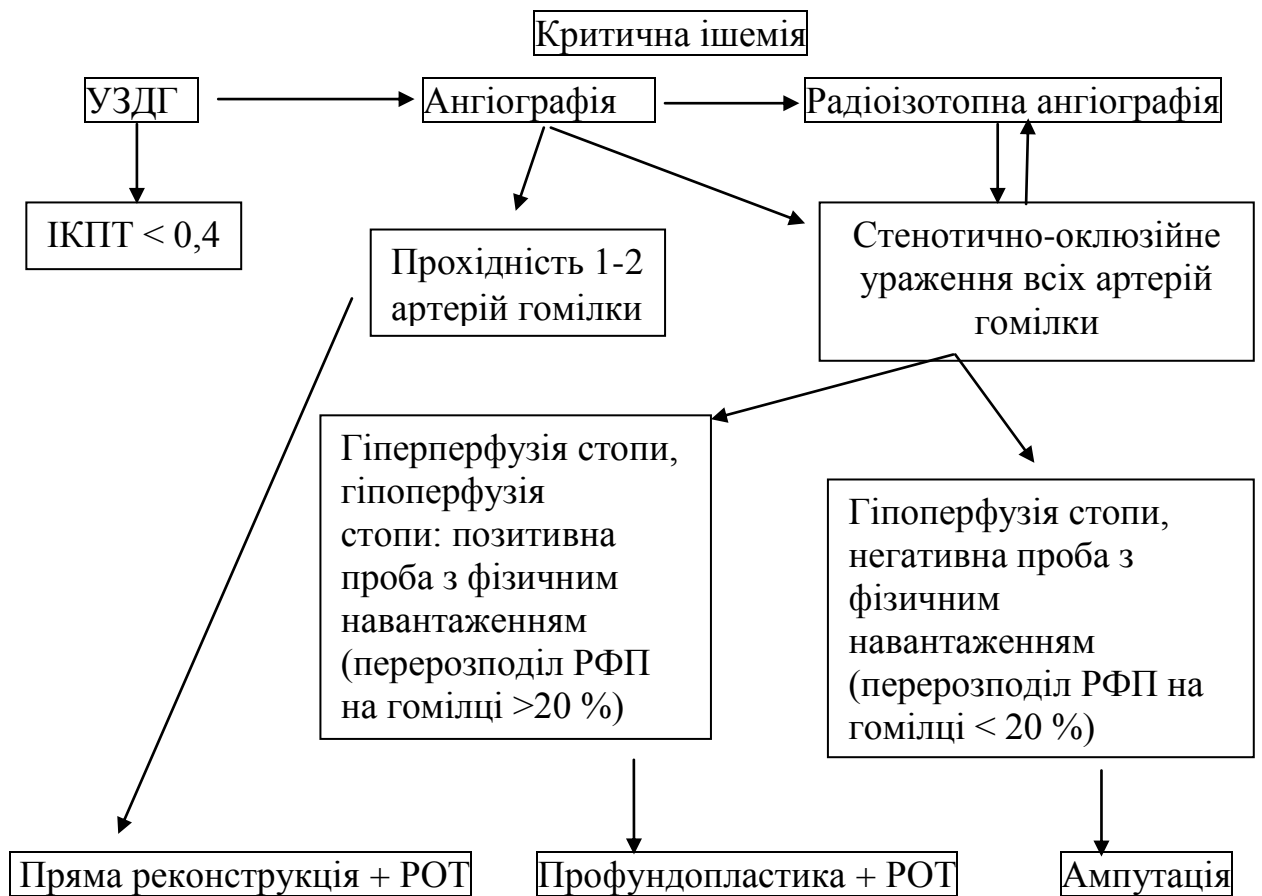 Критична ішемія
УЗДГ
Ангіографія
Радіоізотопна ангіографія
ІКПТ < 0,4
Прохідність 1-2
артерій гомілки
Стенотично-оклюзійне
ураження всіх артерій
гомілки
Гіперперфузія стопи,
гіпоперфузія
стопи: позитивна
проба з фізичним
навантаженням
(перерозподіл РФП
на гомілці >20 %)
Гіпоперфузія стопи,
негативна проба з
фізичним
навантаженням
(перерозподіл РФП на
гомілці < 20 %)
Пряма реконструкція + РОТ
Профундопластика + РОТ
Ампутація